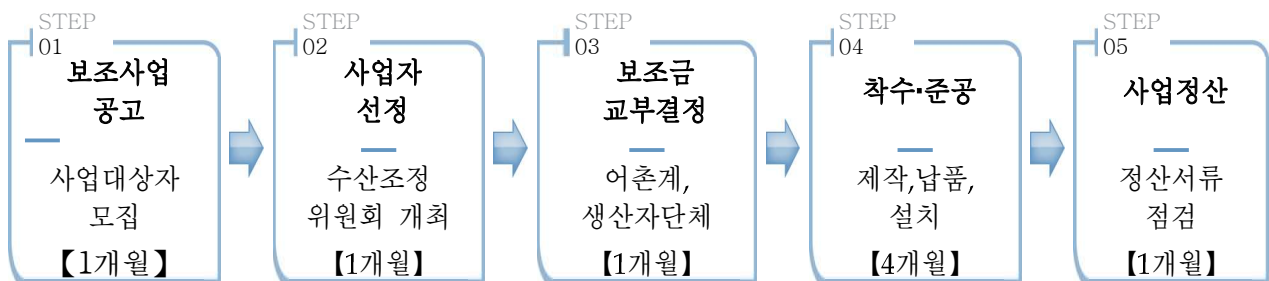 STEP
01
보조사업
공고
사업대상자
모집
【1개월】
STEP
02
사업자
선정
수산조정
위원회 개최
【1개월】
STEP
03
보조금
교부결정
어촌계,
생산자단체
【1개월】
STEP
04
착수·준공
제작,납품,
설치
【4개월】
STEP
05
사업정산
정산서류
점검
【1개월】